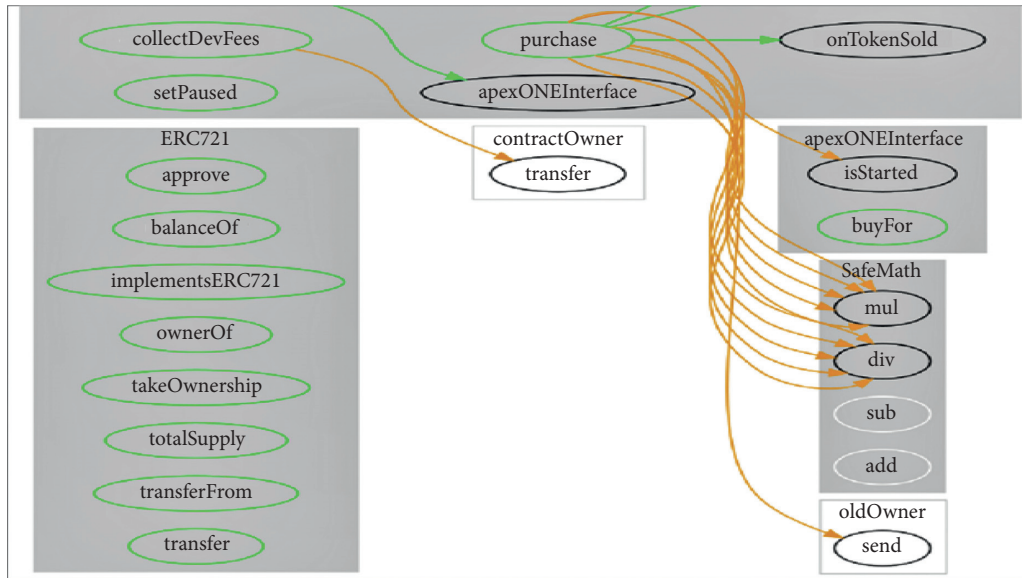 collectDevFees
purchase
onTokenSold
setPaused
apexONEInterface
ERC721
approve
balanceOf
implementsERC721
ownerOf
takeOwnership
totalSupply
transferFrom
transfer
contractOwner
transfer
apexONEInterface
isStarted
buyFor
SafeMath
mul
div
sub
add
oldOwner
send